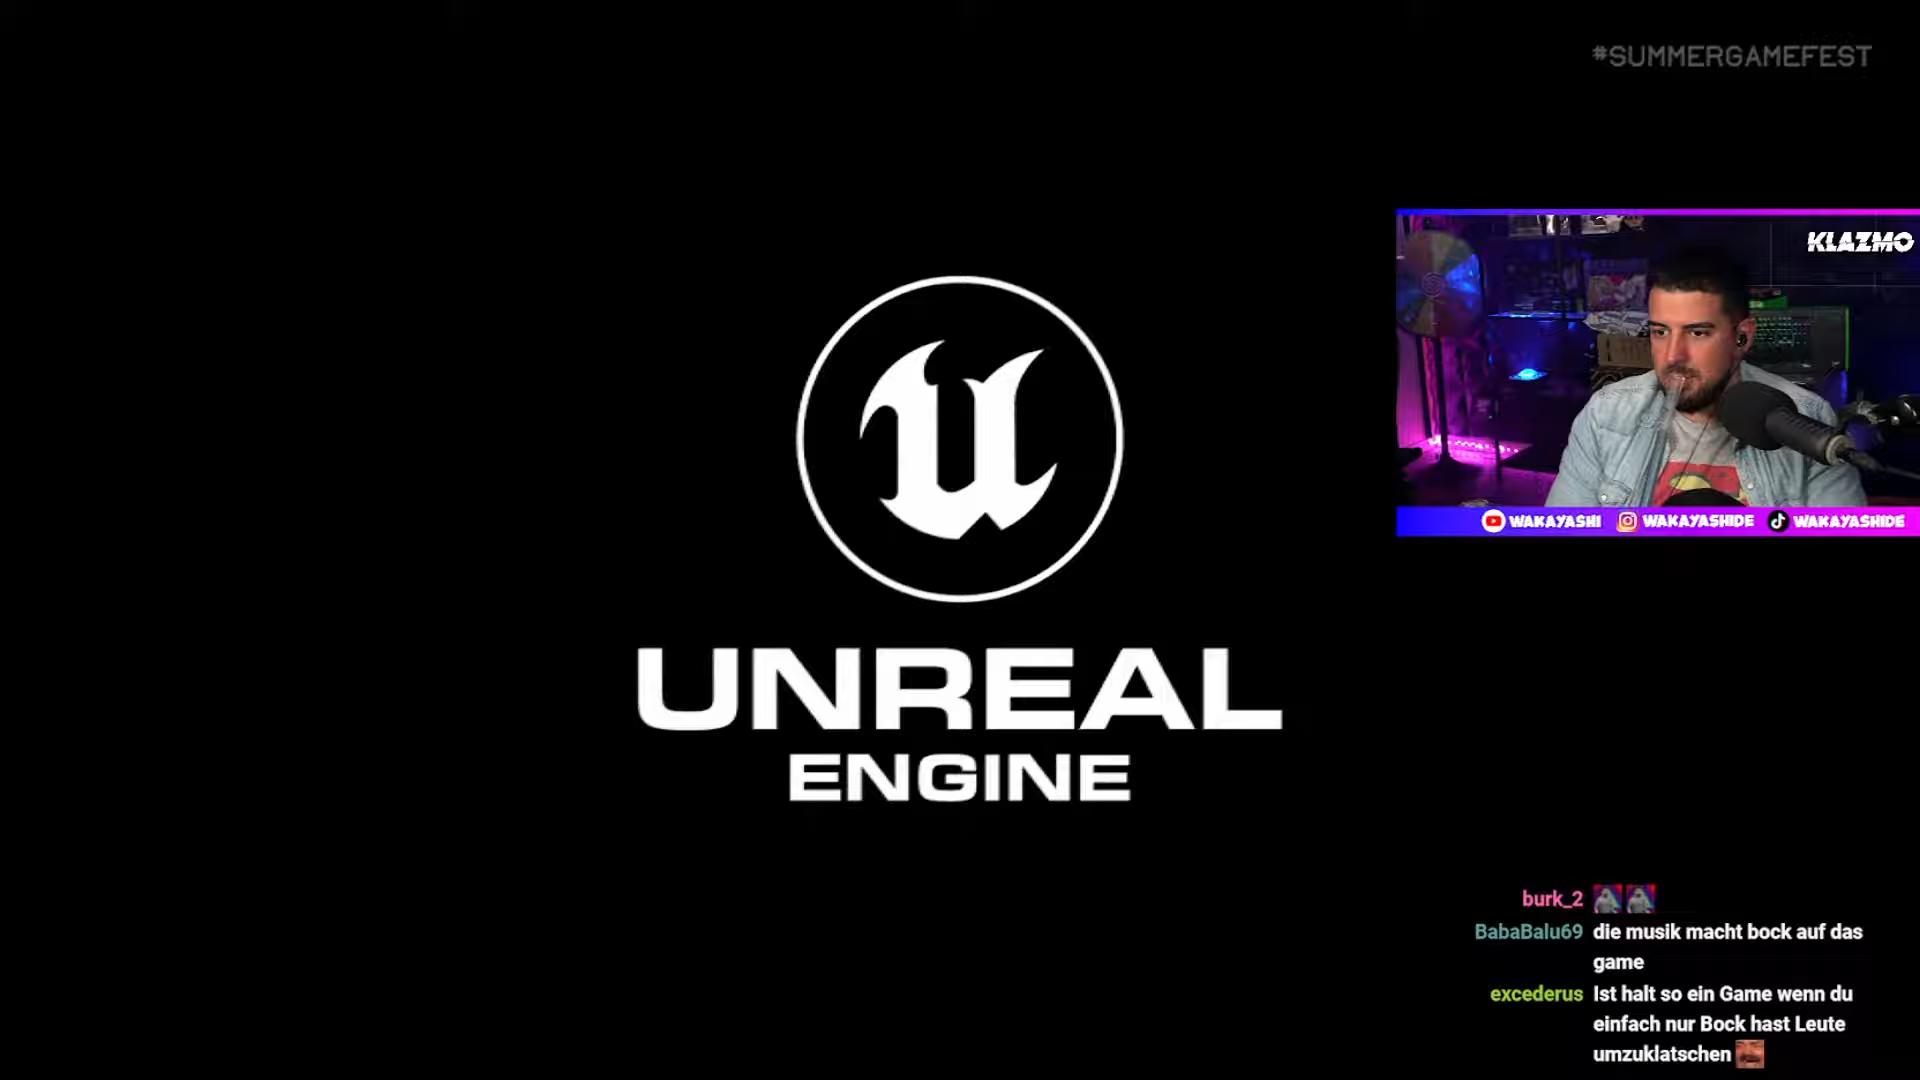 #SUMMERGAMEFEST
KLAZMO
UNREAL
ENGINE
WAKAYASHI WAKAYASHIDE WAKAYASHIDE
burk_2
BabaBalu69 die musik macht bock auf das
game
excederus Ist halt so ein Game wenn du
einfach nur Bock hast Leute
umzuklatschen